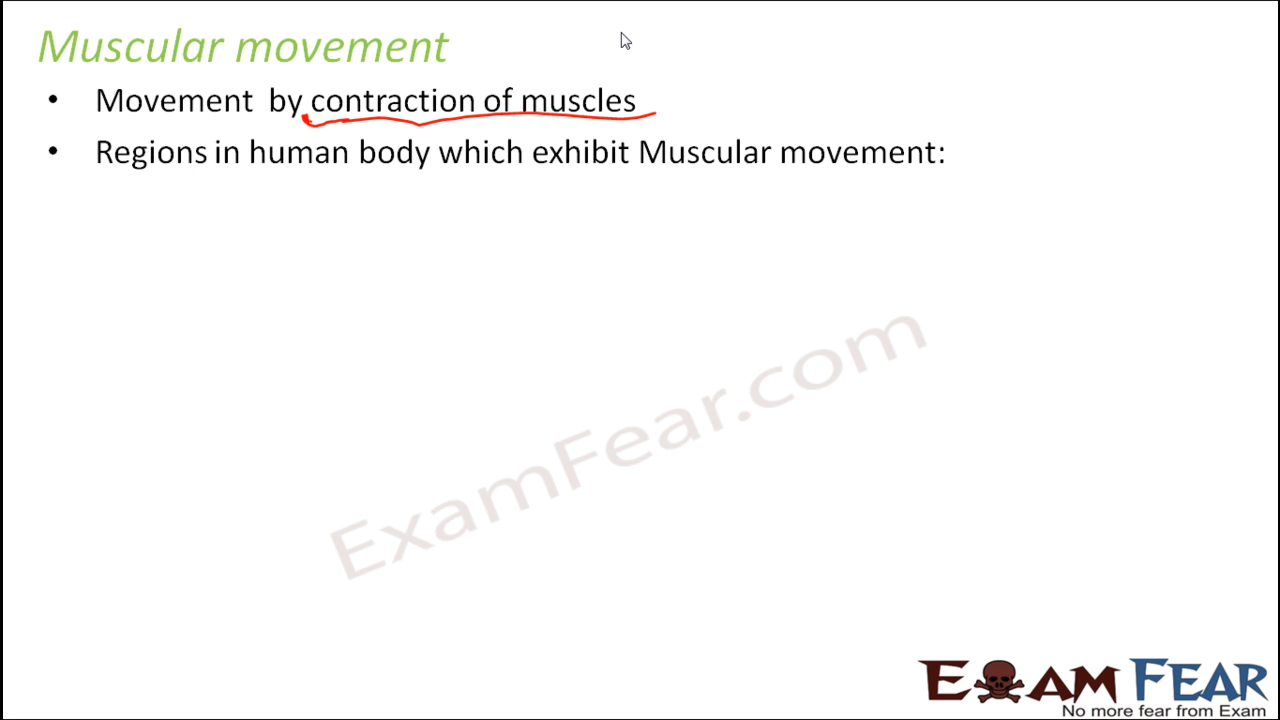 Muscular movement
• Movement by contraction of muscles
• Regions in human body which exhibit Muscular movement:
ExamFear.com
EXAM FEAR
No more fear from Exam